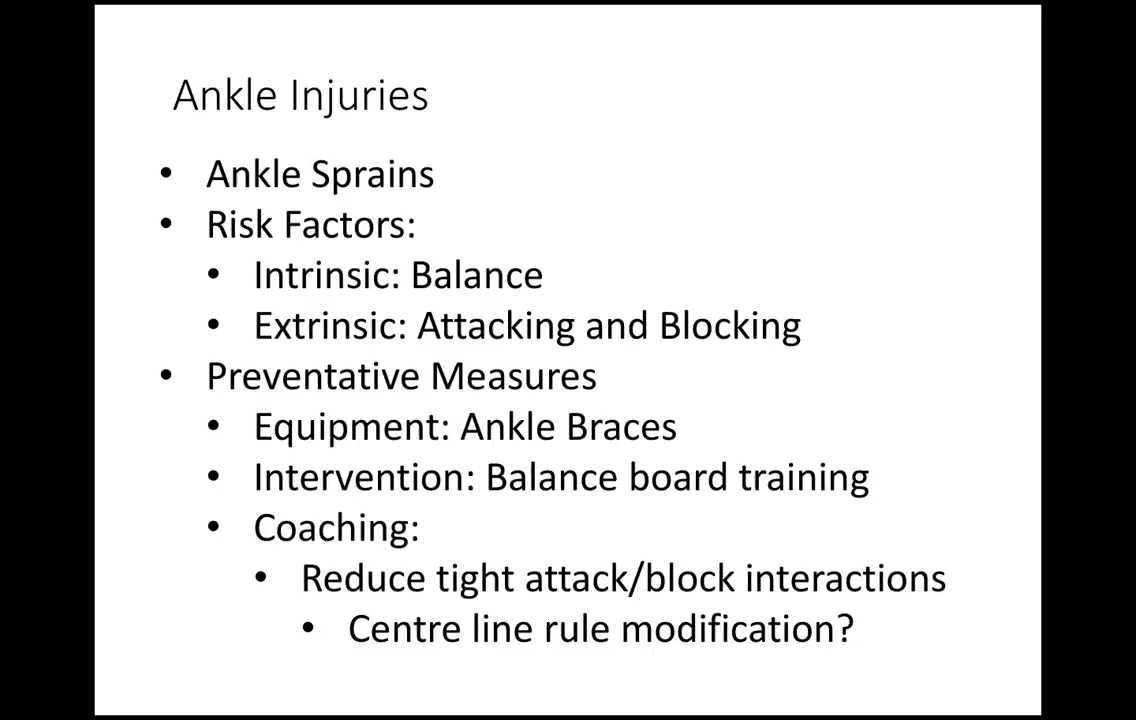 Ankle Injuries
• Ankle Sprains
• Risk Factors:
• Intrinsic: Balance
• Extrinsic: Attacking and Blocking
• Preventative Measures
• Equipment: Ankle Braces
• Intervention: Balance board training
• Coaching:
• Reduce tight attack/block interactions
• Centre line rule modification?